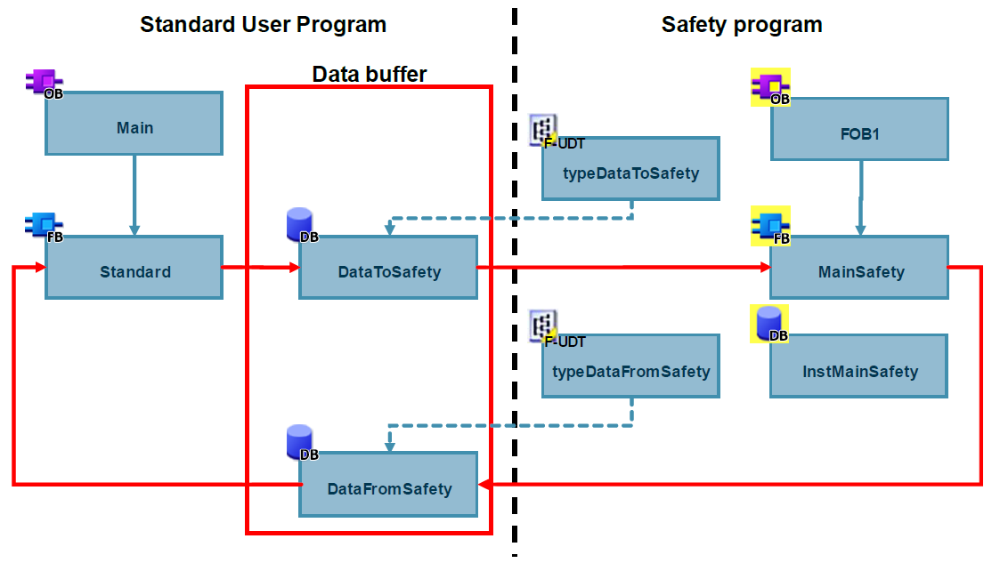 Standard User Program
Safety program
Data buffer
OB
Main
OB
FOB1
F-UDT
typeDataToSafety
FB
Standard
DB
DataToSafety
FB
MainSafety
F-UDT
typeDataFromSafety
DB
InstMainSafety
DB
DataFromSafety